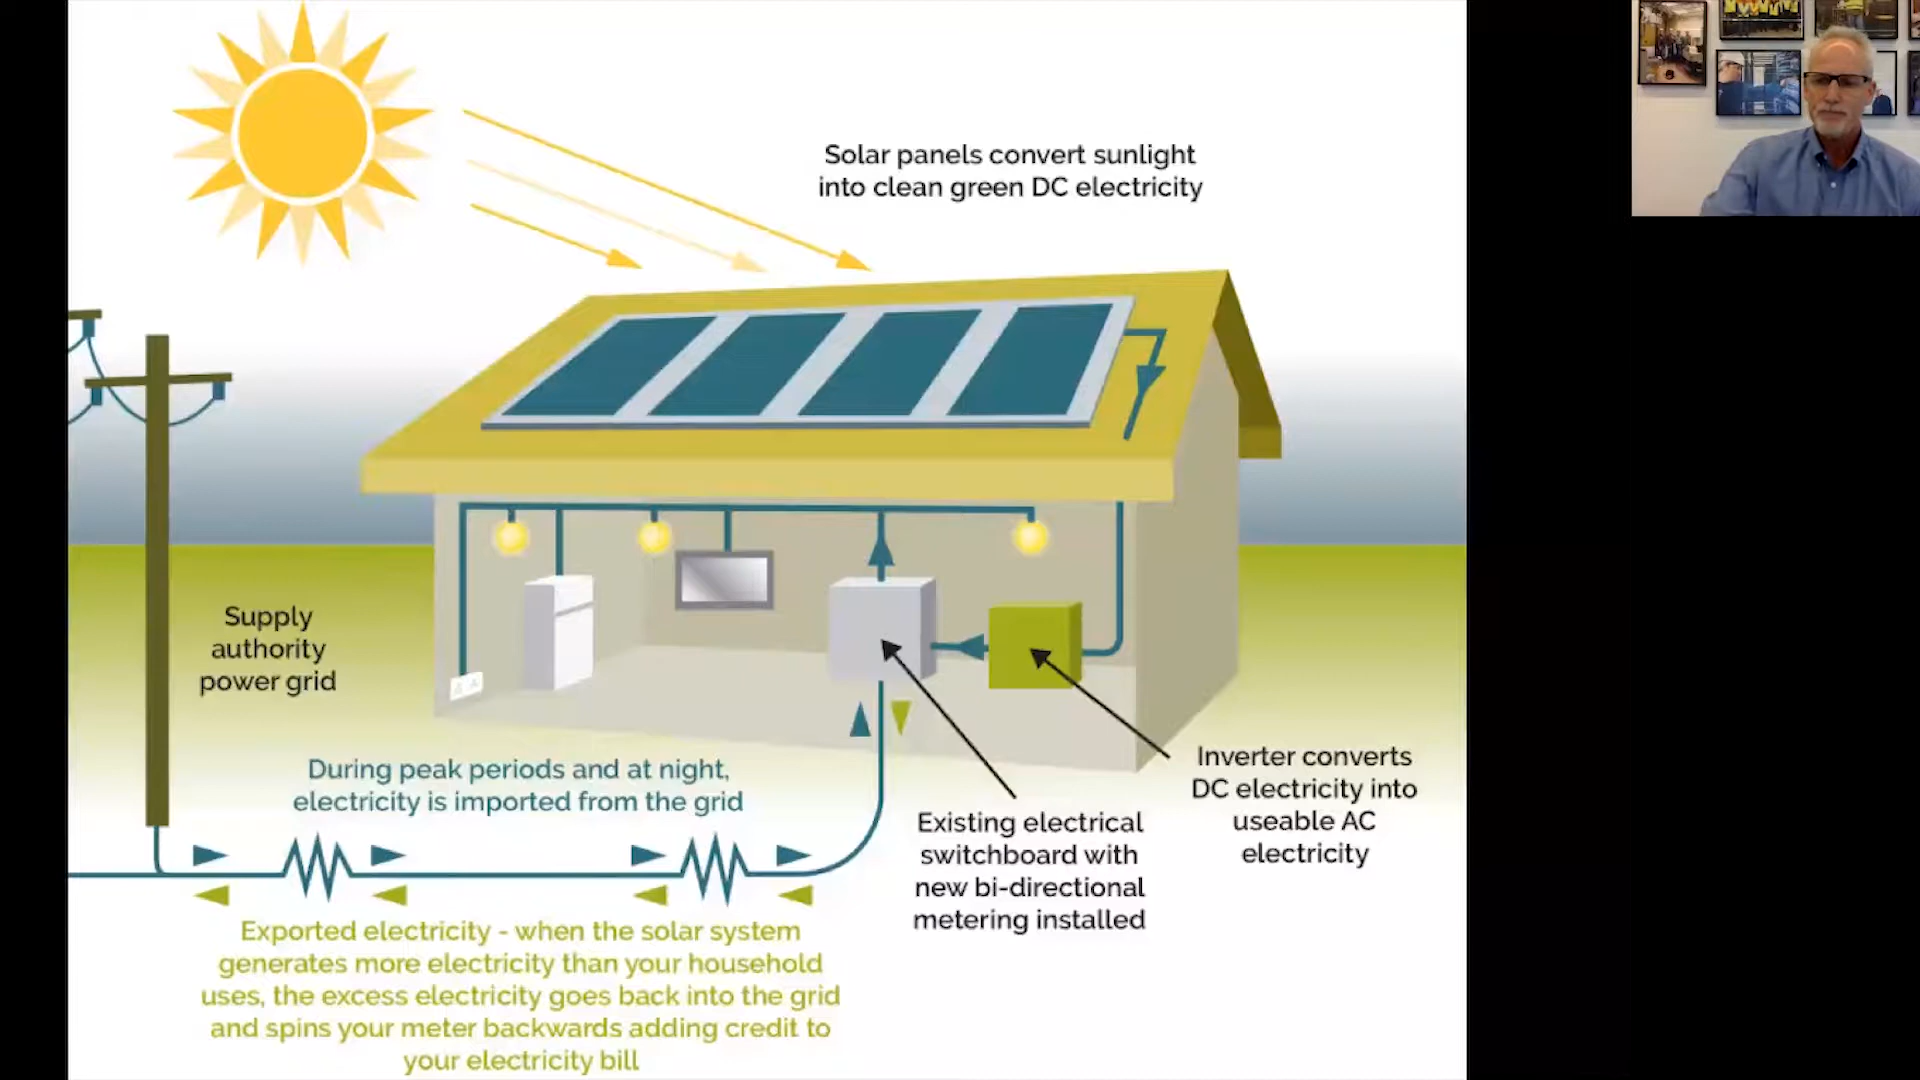 Solar panels convert sunlight
into clean green DC electricity
Supply
authority
power grid
During peak periods and at night,
electricity is imported from the grid
Inverter converts
DC electricity into
useable AC
electricity
Existing electrical
switchboard with
new bi-directional
metering installed
Exported electricity - when the solar system
generates more electricity than your household
uses, the excess electricity goes back into the grid
and spins your meter backwards adding credit to
your electricity bill